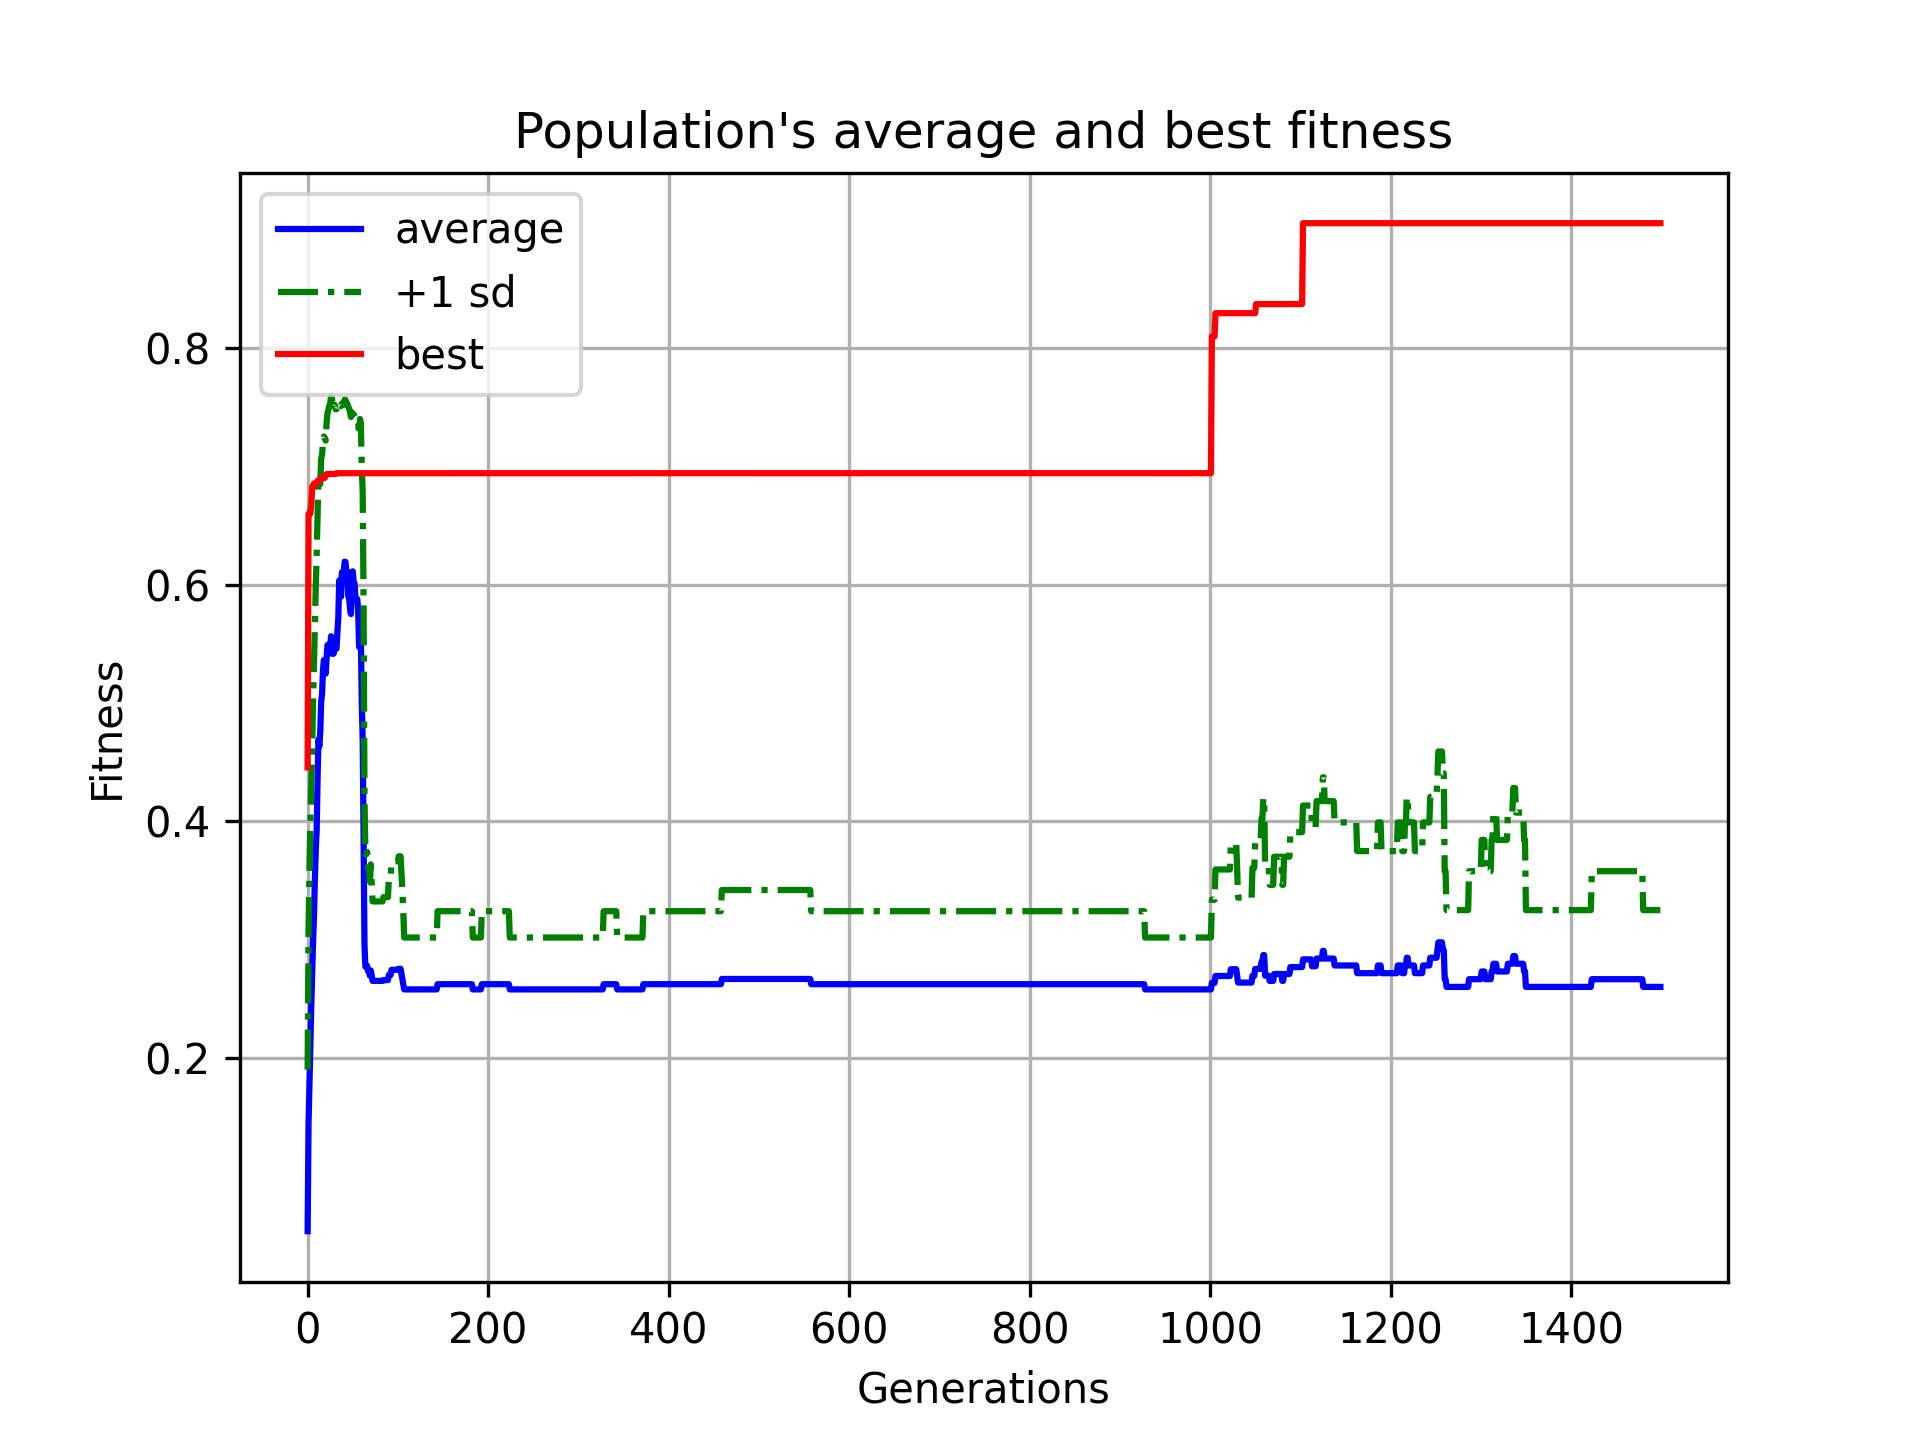 Population's average and best fitness
average
+1 sd
best
Fitness
0.8
0.6
0.4
0.2
0 200 400 600 800 1000 1200 1400
Generations